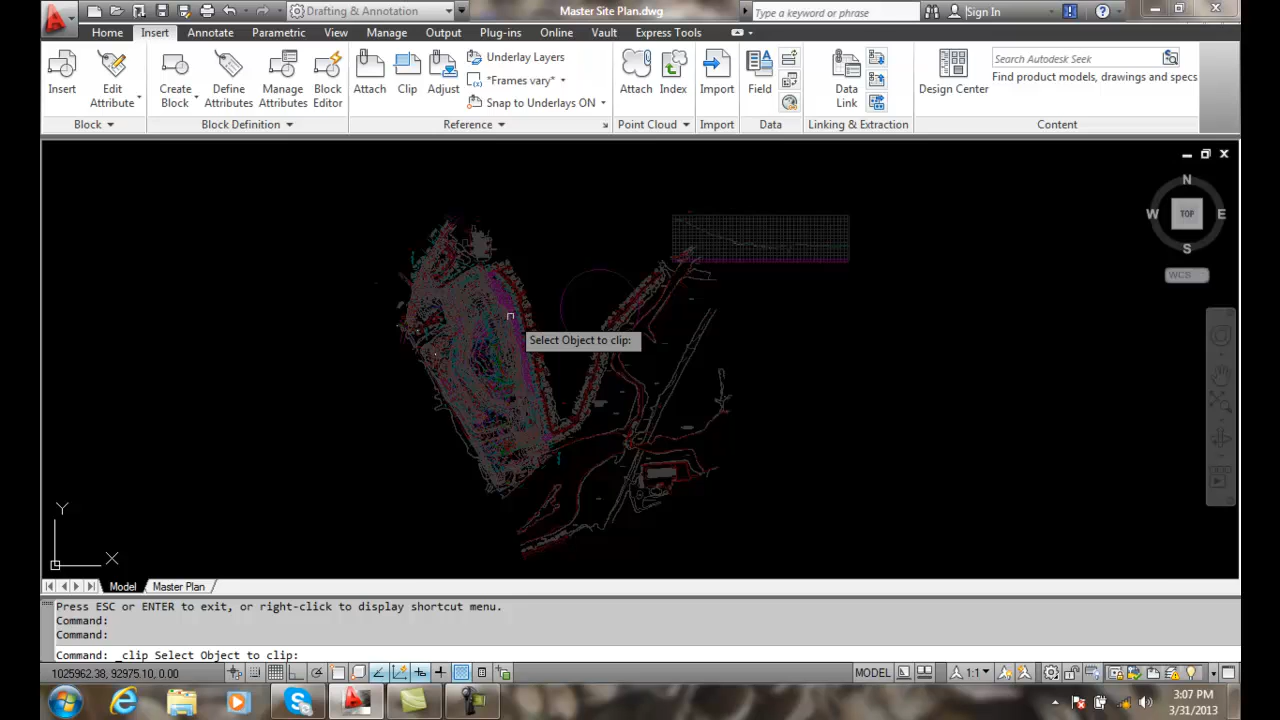 Drafting & Annotation
Master Site Plan.dwg
Type a keyword or phrase
Sign In
Home Insert Annotate Parametric View Manage Output Plug-ins Online Vault Express Tools
Insert
Edit
Attribute
Create
Block
Define
Attributes
Manage
Attributes
Block
Editor
Attach
Clip
Adjust
Underlay Layers
*Frames vary*
Snap to Underlays ON
Attach
Index
Import
Field
Data
Link
Design Center
Search Autodesk Seek
Find product models, drawings and specs
Block
Block Definition
Reference
Point Cloud
Import
Data
Linking & Extraction
Content
N
W
TOP
E
S
WCS
Select Object to clip:
Y
X
Model
Master Plan
Press ESC or ENTER to exit, or right-click to display shortcut menu.
Command:
Command:
Command: _clip Select Object to clip:
1025962.38, 92975.10, 0.00
MODEL
1:1
3:07 PM
3/31/2013